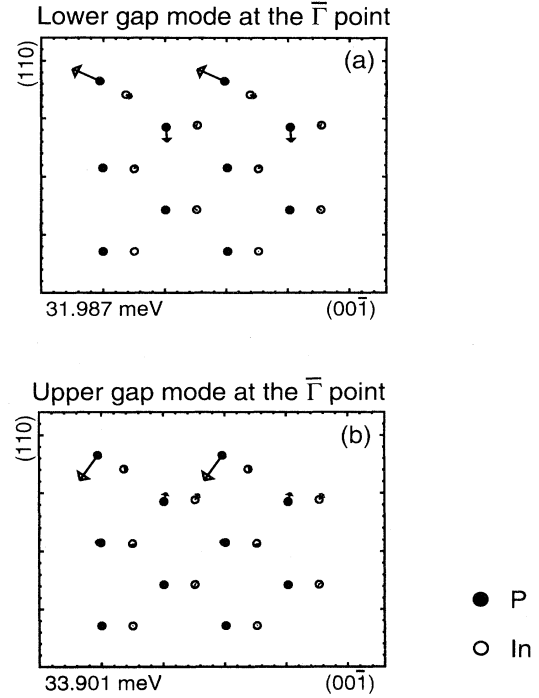 Lower gap mode at the Γ̅ point
(110)
(a)
31.987 meV
(001̅)
Upper gap mode at the Γ̅ point
(110)
(b)
33.901 meV
(001̅)
P
In